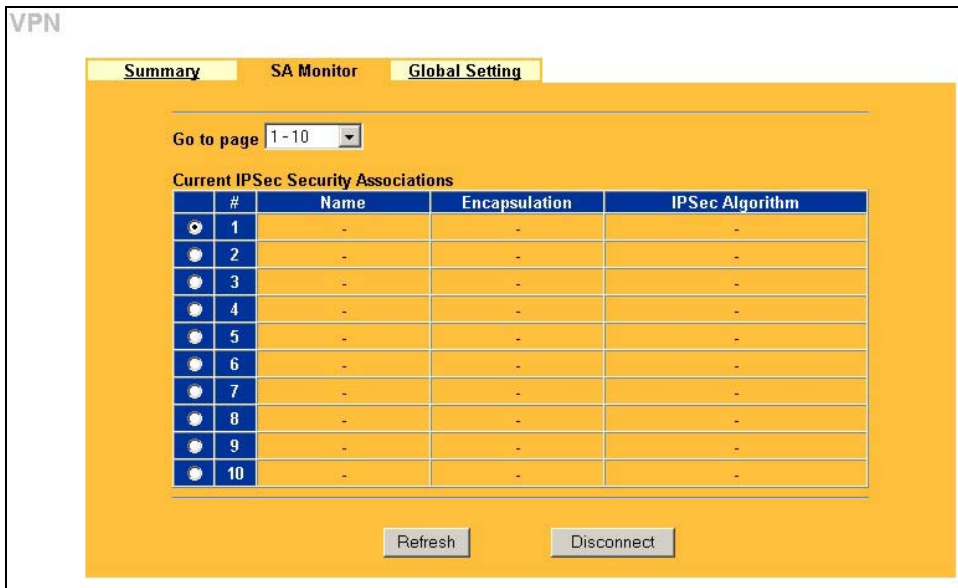 VPN
Summary SA Monitor Global Setting
Go to page 1 - 10
Current IPSec Security Associations
# Name Encapsulation IPSec Algorithm
1 - - -
2 - - -
3 - - -
4 - - -
5 - - -
6 - - -
7 - - -
8 - - -
9 - - -
10 - - -
Refresh Disconnect